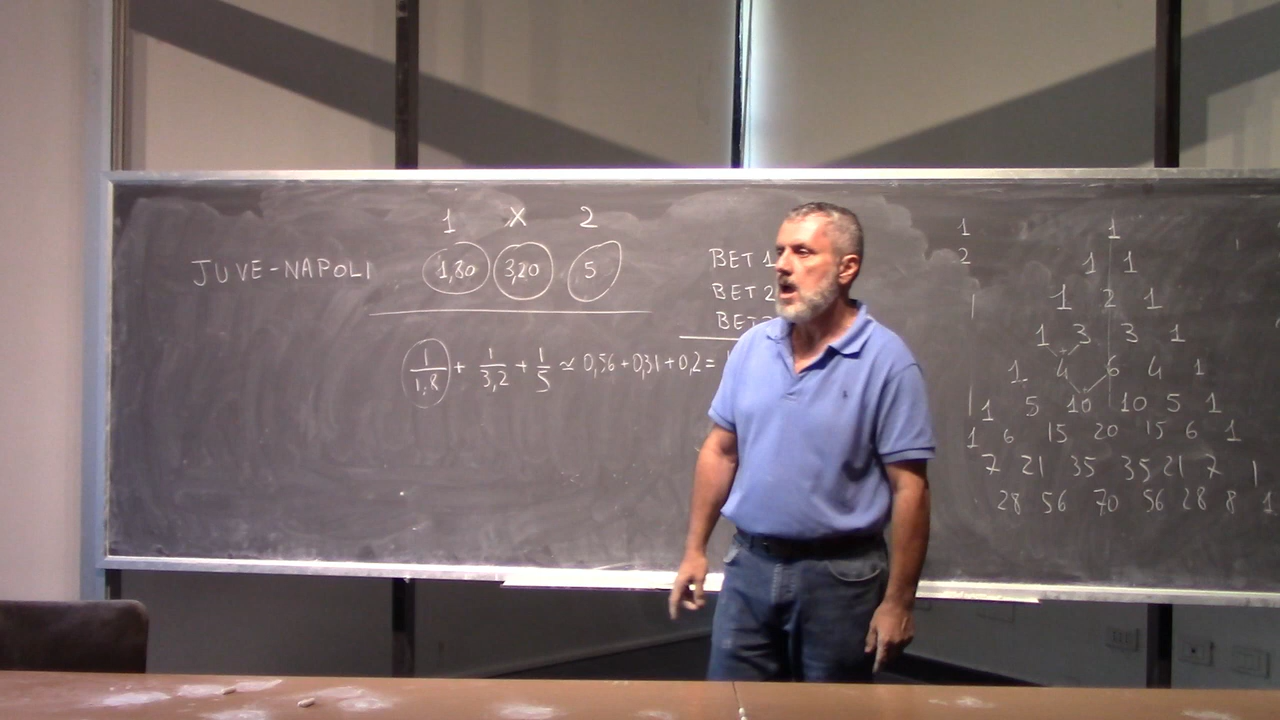 1 X 2
JUVE-NAPOLI 1,80 3,20 5
1/1,8 + 1/3,2 + 1/5 ≃ 0,56+0,31+0,2=
BET 1
BET 2
BET
1
2
1
1 1
1 2 1
1 3 3 1
1 4 6 4 1
1 5 10 10 5 1
1 6 15 20 15 6 1
7 21 35 35 21 7 1
28 56 70 56 28 8 1